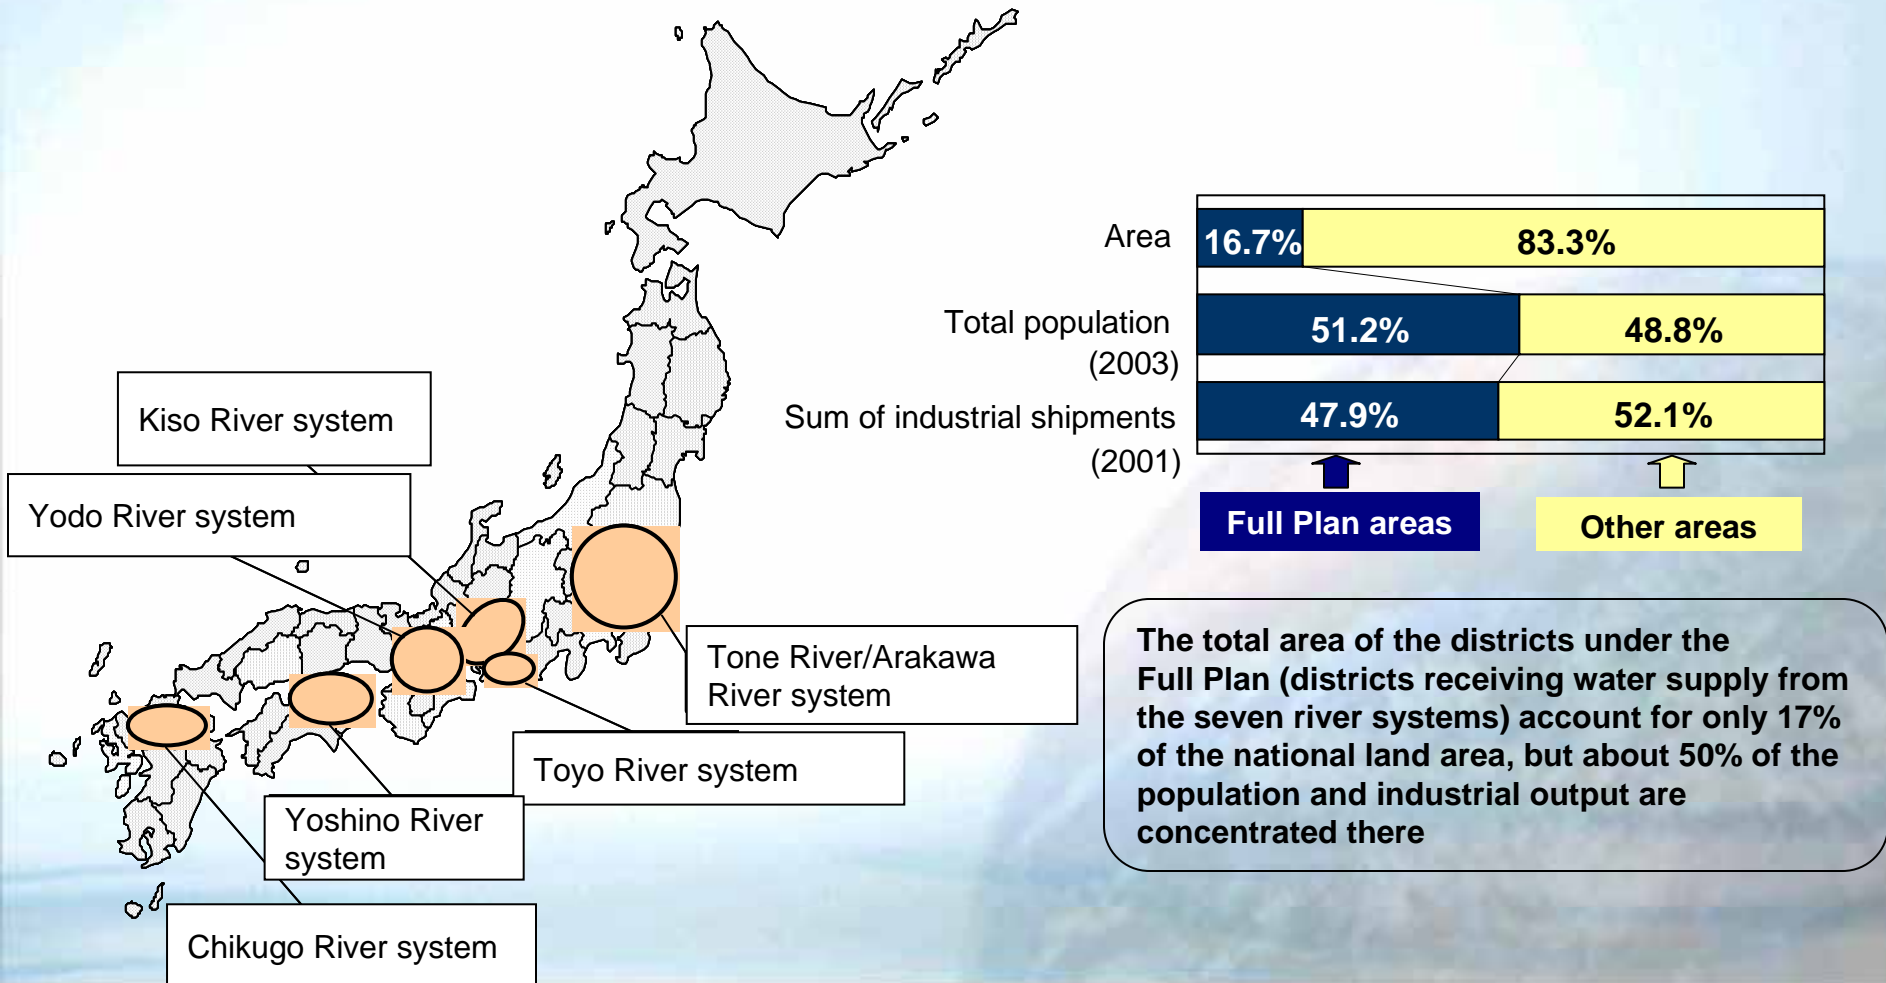 Kiso River system
Yodo River system
Tone River/Arakawa
River system
Toyo River system
Yoshino River
system
Chikugo River system
Area
16.7%
83.3%
Total population
(2003)
51.2%
48.8%
Sum of industrial shipments
(2001)
47.9%
52.1%
Full Plan areas
Other areas
The total area of the districts under the
Full Plan (districts receiving water supply from
the seven river systems) account for only 17%
of the national land area, but about 50% of the
population and industrial output are
concentrated there